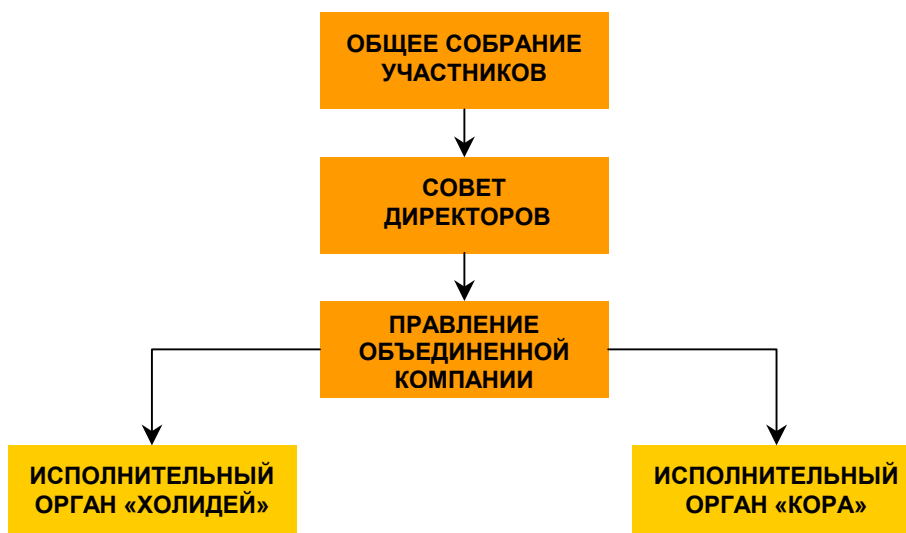 ОБЩЕЕ СОБРАНИЕ
УЧАСТНИКОВ
СОВЕТ
ДИРЕКТОРОВ
ПРАВЛЕНИЕ
ОБЪЕДИНЕННОЙ
КОМПАНИИ
ИСПОЛНИТЕЛЬНЫЙ
ОРГАН «ХОЛИДЕЙ»
ИСПОЛНИТЕЛЬНЫЙ
ОРГАН «КОРА»